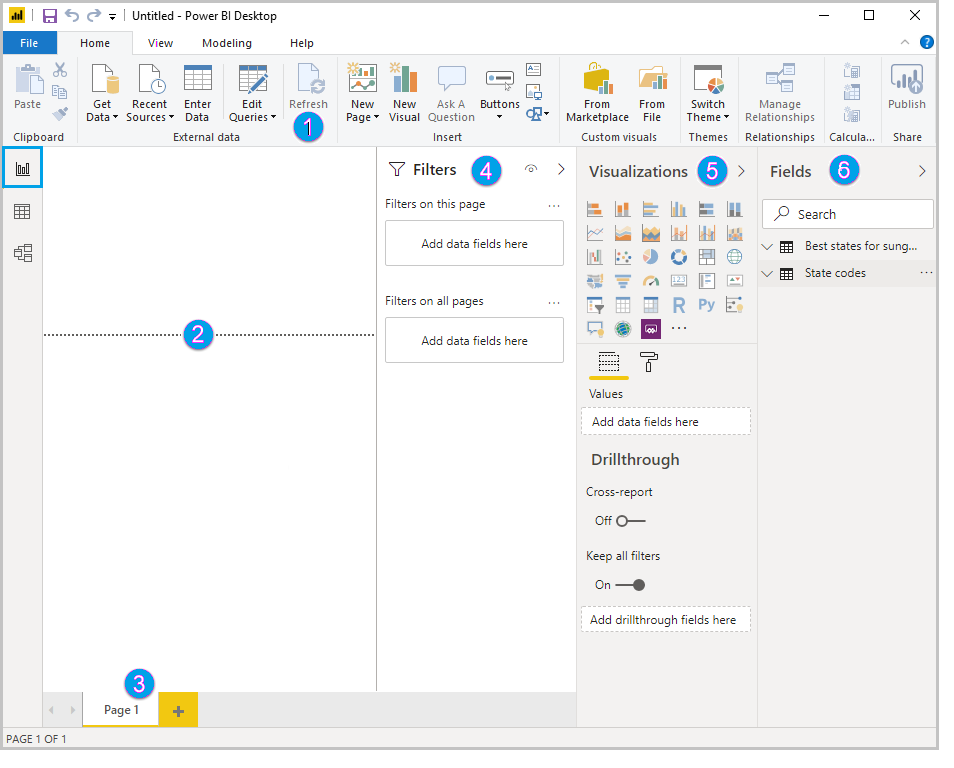 Untitled - Power BI Desktop
File Home View Modeling Help
?
Paste
Get Data
Recent Sources
Enter Data
Edit Queries
Refresh
New Page
New Visual
Ask A Question
Buttons
From Marketplace
From File
Switch Theme
Manage Relationships
Publish
Clipboard External data Insert Custom visuals Themes Relationships Calcula... Share
1
Filters 4
Filters on this page ...
Add data fields here
Filters on all pages ...
Add data fields here
2
Visualizations 5
123
R Py
...
Values
Add data fields here
Drillthrough
Cross-report
Off
Keep all filters
On
Add drillthrough fields here
Fields 6
Search
Best states for sung...
State codes ...
3
Page 1 +
PAGE 1 OF 1